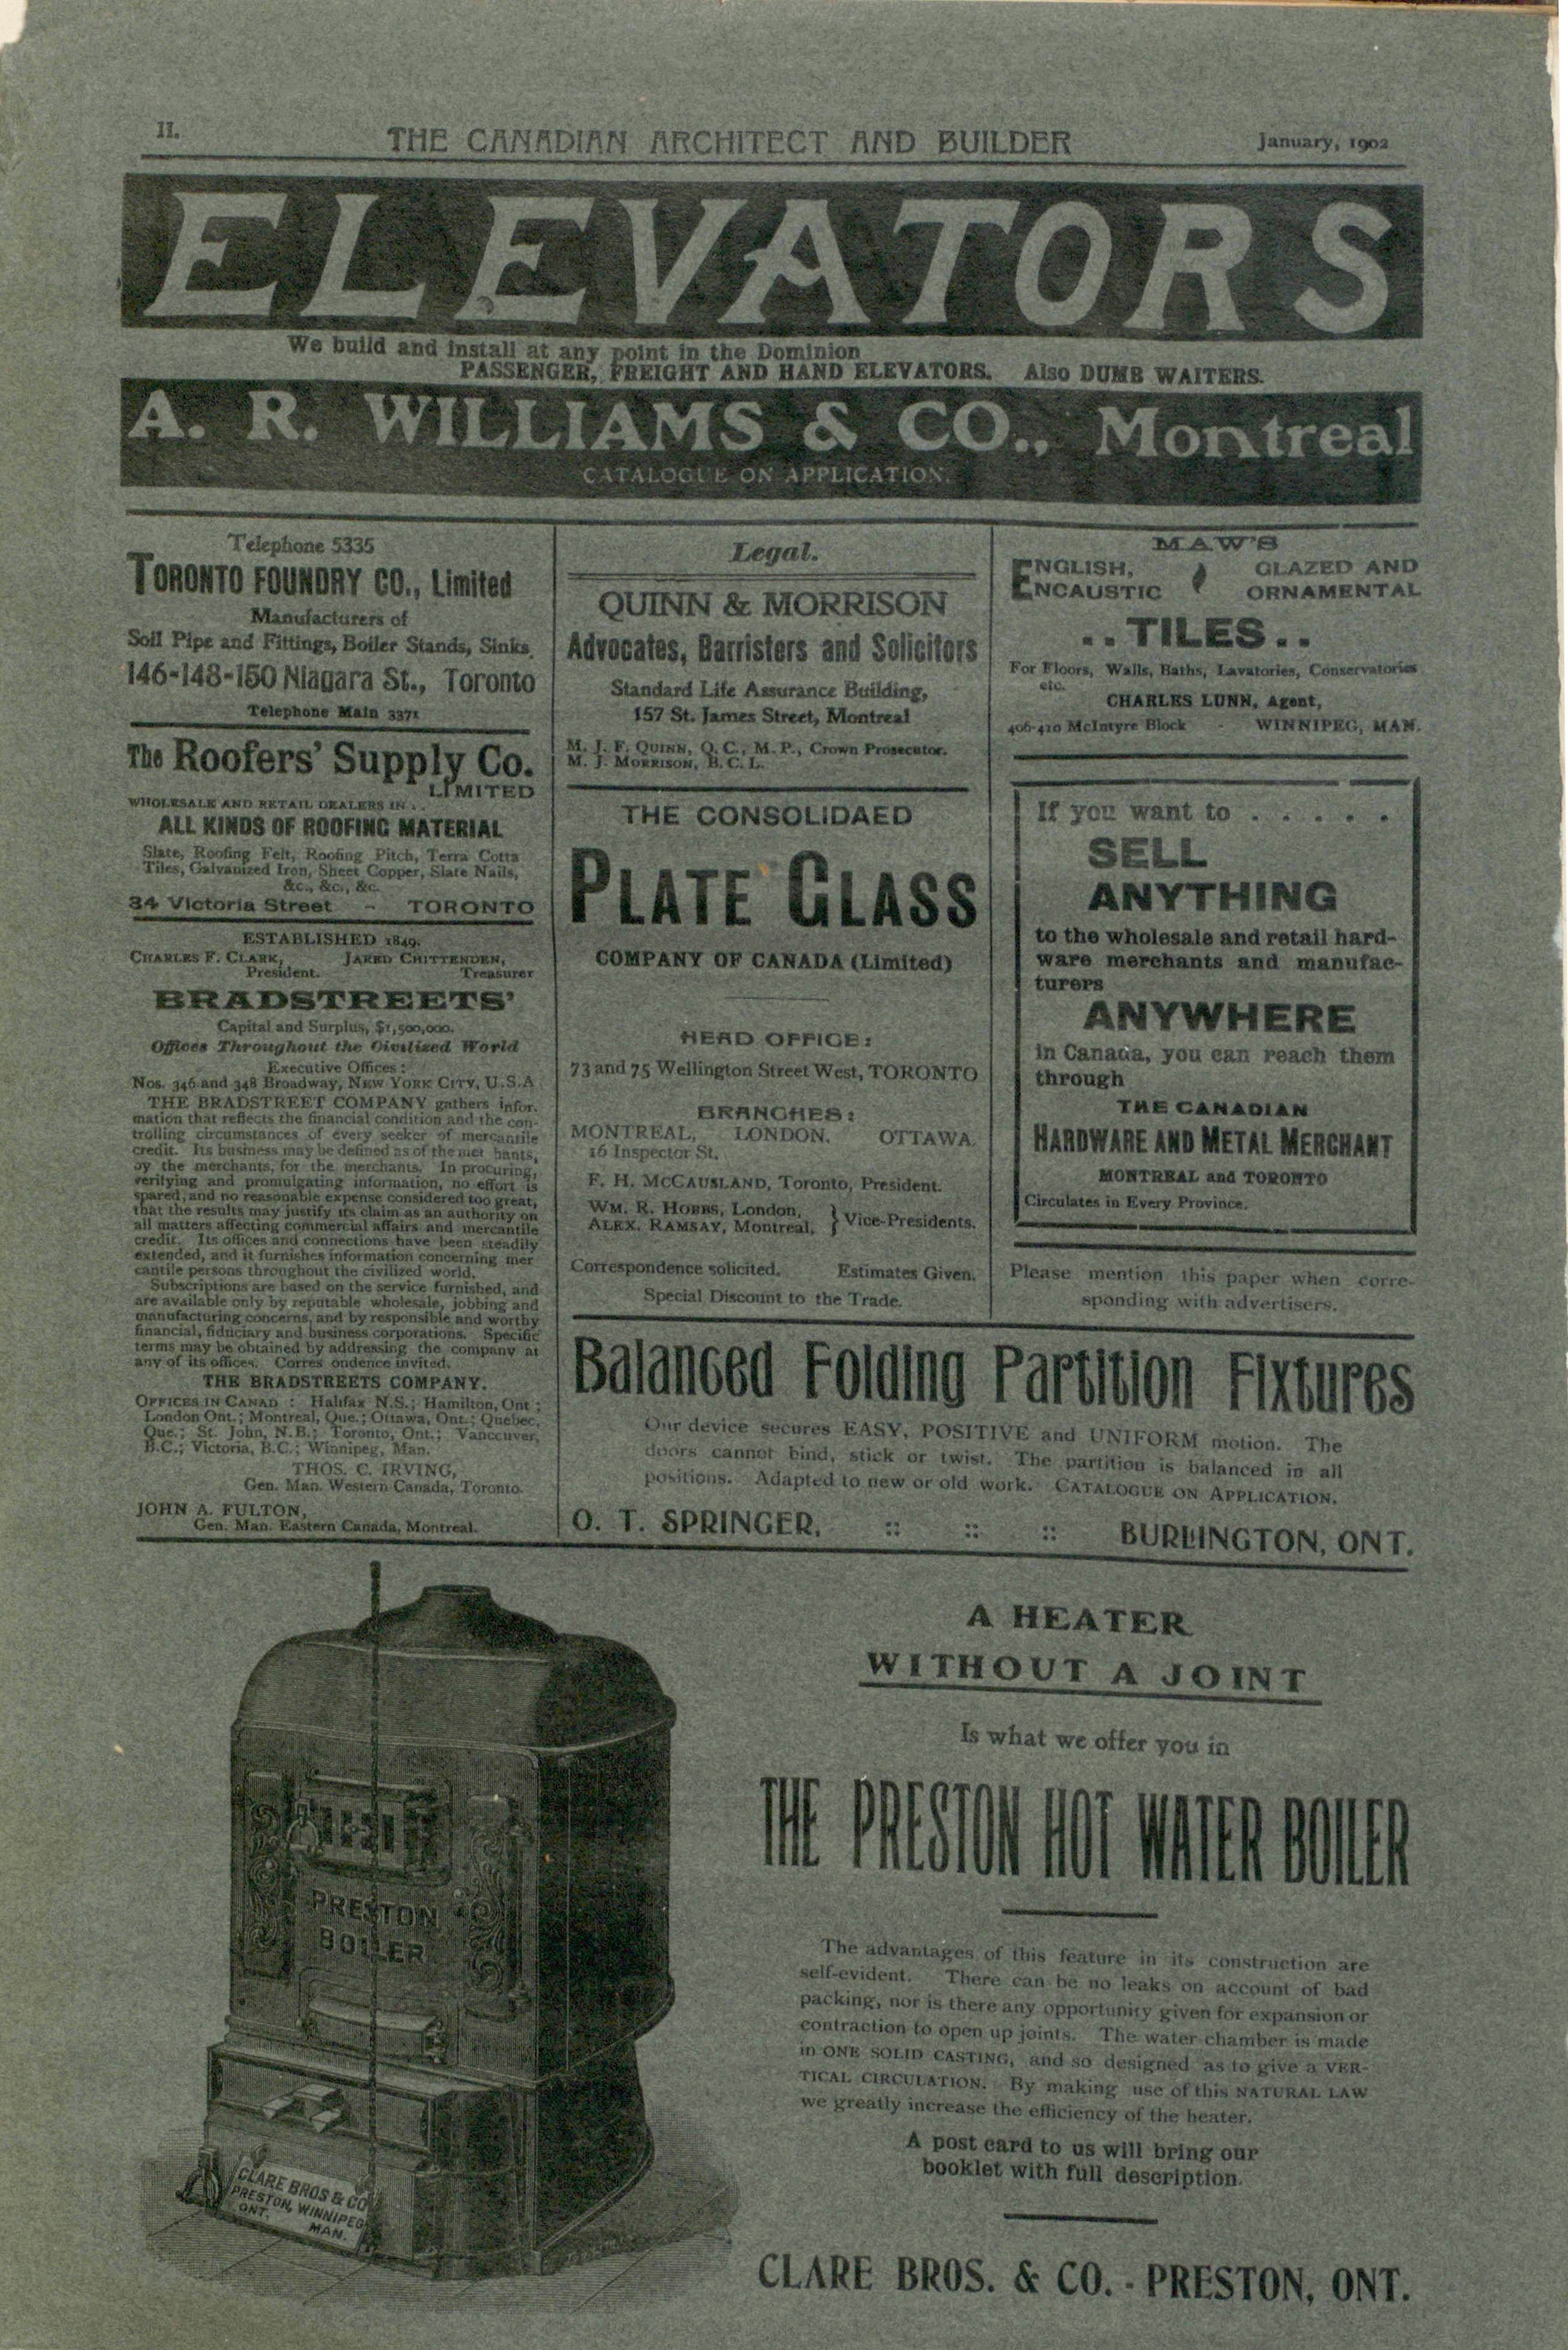 II.
THE CANADIAN ARCHITECT AND BUILDER
January, 1902
ELEVATORS
We build and install at any point in the Dominion
PASSENGER, FREIGHT AND HAND ELEVATORS. Also DUMB WAITERS.
A. R. WILLIAMS & CO., Montreal
CATALOGUE ON APPLICATION.
Telephone 5335
TORONTO FOUNDRY CO., Limited
Manufacturers of
Soil Pipe and Fittings, Boiler Stands, Sinks.
146-148-150 Niagara St., Toronto
Telephone Main 3371
The Roofers' Supply Co.
LIMITED
WHOLESALE AND RETAIL DEALERS IN . .
ALL KINDS OF ROOFING MATERIAL
Slate, Roofing Felt, Roofing Pitch, Terra Cotta
Tiles, Galvanized Iron, Sheet Copper, Slate Nails,
&c., &c., &c.
34 Victoria Street - TORONTO
ESTABLISHED 1849.
CHARLES F. CLARK, JARED CHITTENDEN,
President. Treasurer
BRADSTREETS'
Capital and Surplus, $1,500,000.
Offices Throughout the Civilized World
Executive Offices :
Nos. 346 and 348 Broadway, NEW YORK CITY, U.S.A
THE BRADSTREET COMPANY gathers infor-
mation that reflects the financial condition and the con-
trolling circumstances of every seeker of mercantile
credit. Its business may be defined as of the mer hants,
by the merchants, for the merchants. In procuring,
verifying and promulgating information, no effort is
spared, and no reasonable expense considered too great,
that the results may justify its claim as an authority on
all matters affecting commercial affairs and mercantile
credit. Its offices and connections have been steadily
extended, and it furnishes information concerning mer
cantile persons throughout the civilized world.
Subscriptions are based on the service furnished, and
are available only by reputable wholesale, jobbing and
manufacturing concerns, and by responsible and worthy
financial, fiduciary and business corporations. Specific
terms may be obtained by addressing the company at
any of its offices. Corres ondence invited.
THE BRADSTREETS COMPANY.
OFFICES IN CANAD : Halifax N.S.; Hamilton, Ont ;
London Ont.; Montreal, Que.; Ottawa, Ont.; Quebec,
Que.; St. John, N.B.; Toronto, Ont.; Vancouver,
B.C.; Victoria, B.C.; Winnipeg, Man.
THOS. C. IRVING,
Gen. Man. Western Canada, Toronto.
JOHN A. FULTON,
Gen. Man. Eastern Canada, Montreal.
Legal.
QUINN & MORRISON
Advocates, Barristers and Solicitors
Standard Life Assurance Building,
157 St. James Street, Montreal
M. J. F. QUINN, Q.C., M.P., Crown Prosecutor.
M. J. MORRISON, B.C.L.
THE CONSOLIDAED
PLATE GLASS
COMPANY OF CANADA (Limited)
HEAD OFFICE:
73 and 75 Wellington Street West, TORONTO
BRANCHES:
MONTREAL, LONDON. OTTAWA
16 Inspector St.
F. H. MCCAUSLAND, Toronto, President.
WM. R. HOBBS, London,
ALEX. RAMSAY, Montreal, } Vice-Presidents.
Correspondence solicited. Estimates Given.
Special Discount to the Trade.
MAW'S
ENGLISH, GLAZED AND
ENCAUSTIC ORNAMENTAL
. . TILES . .
For Floors, Walls, Baths, Lavatories, Conservatories
etc.
CHARLES LUNN, Agent,
406-410 McIntyre Block - WINNIPEG, MAN.
If you want to . . . . . .
SELL
ANYTHING
to the wholesale and retail hard-
ware merchants and manufac-
turers
ANYWHERE
in Canada, you can reach them
through
THE CANADIAN
HARDWARE AND METAL MERCHANT
MONTREAL and TORONTO
Circulates in Every Province.
Please mention this paper when corre-
sponding with advertisers.
Balanced Folding Partition Fixtures
Our device secures EASY, POSITIVE and UNIFORM motion. The
doors cannot bind, stick or twist. The partition is balanced in all
positions. Adapted to new or old work. CATALOGUE ON APPLICATION.
O. T. SPRINGER, :: :: :: BURLINGTON, ONT.
PRESTON
BOILER
CLARE BROS & CO
PRESTON, WINNIPEG
ONT. MAN.
A HEATER
WITHOUT A JOINT
Is what we offer you in
THE PRESTON HOT WATER BOILER
The advantages of this feature in its construction are
self-evident. There can be no leaks on account of bad
packing, nor is there any opportunity given for expansion or
contraction to open up joints. The water chamber is made
in ONE SOLID CASTING, and so designed as to give a VER-
TICAL CIRCULATION. By making use of this NATURAL LAW
we greatly increase the efficiency of the heater.
A post card to us will bring our
booklet with full description.
CLARE BROS. & CO. - PRESTON, ONT.